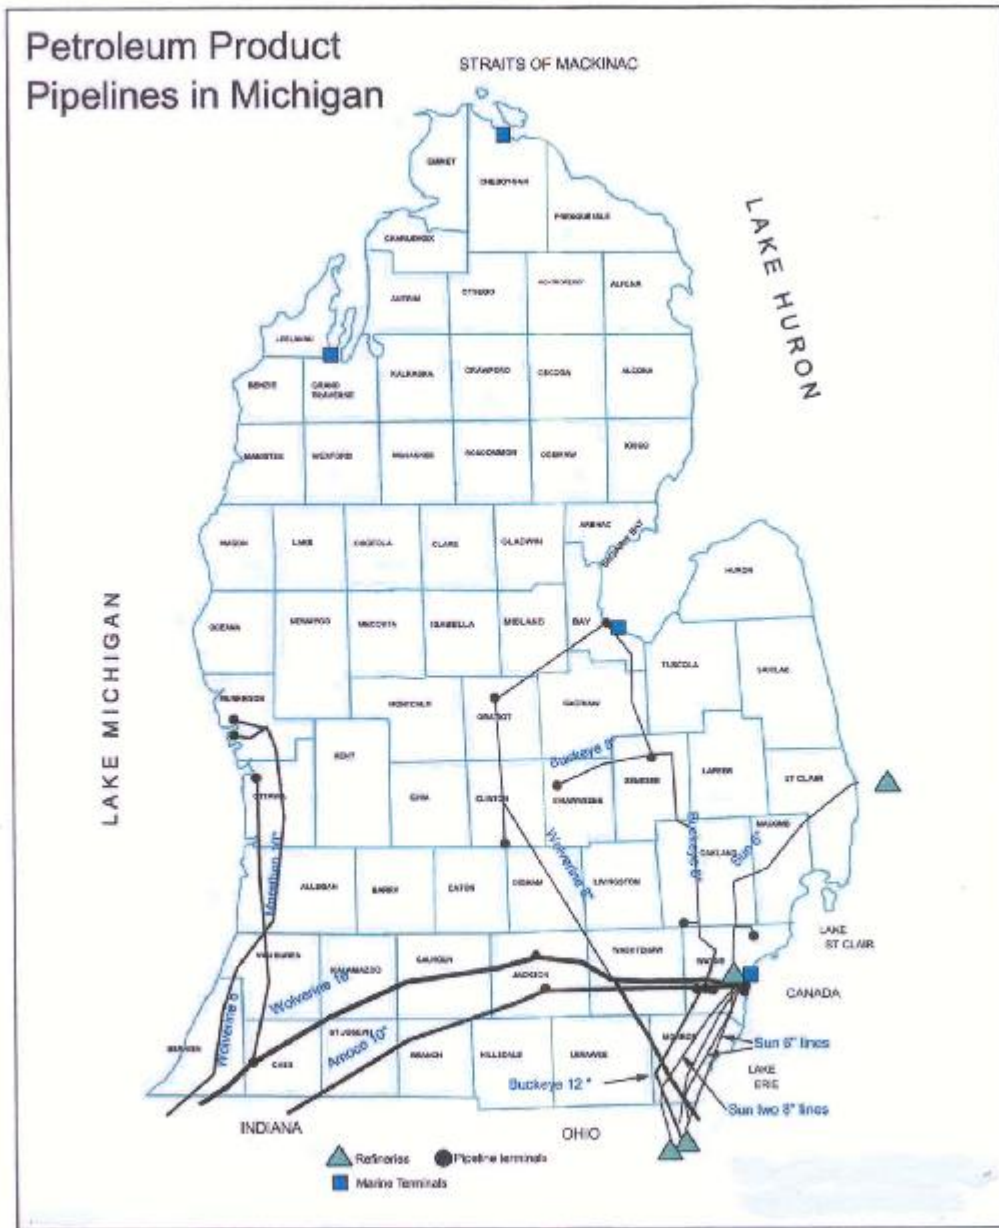 Petroleum Product
Pipelines in Michigan
STRAITS OF MACKINAC
EMMET
CHEBOYGAN
PRESQUE ISLE
CHARLEVOIX
LAKE HURON
ANTRIM
OTSEGO
ALPENA
LEELANAU
BENZIE
GRAND
TRAVERSE
KALKASKA
CRAWFORD
OSCODA
ALCONA
MANISTEE
WEXFORD
MISSAUKEE
ROSCOMMON
OGEMAW
IOSCO
ARENAC
MASON
LAKE
OSCEOLA
CLARE
GLADWIN
HURON
LAKE MICHIGAN
OCEANA
NEWAYGO
MECOSTA
ISABELLA
MIDLAND
BAY
TUSCOLA
SANILAC
MUSKEGON
MONTCALM
GRATIOT
SAGINAW
KENT
Buckeye 8"
GENESEE
LAPEER
ST CLAIR
OTTAWA
IONIA
CLINTON
SHIAWASSEE
MACOMB
Marathon 10"
Wolverine 8"
Buckeye 8"
OAKLAND
Sun 6"
ALLEGAN
BARRY
EATON
INGHAM
LIVINGSTON
LAKE
ST CLAIR
VAN BUREN
KALAMAZOO
CALHOUN
JACKSON
WASHTENAW
WAYNE
CANADA
Wolverine 8"
Wolverine 16"
Amoco 10"
BERRIEN
CASS
ST JOSEPH
BRANCH
HILLSDALE
LENAWEE
MONROE
Sun 6" lines
LAKE
ERIE
Buckeye 12 "
Sun two 8" lines
INDIANA
OHIO
Refineries
Pipeline terminals
Marine Terminals